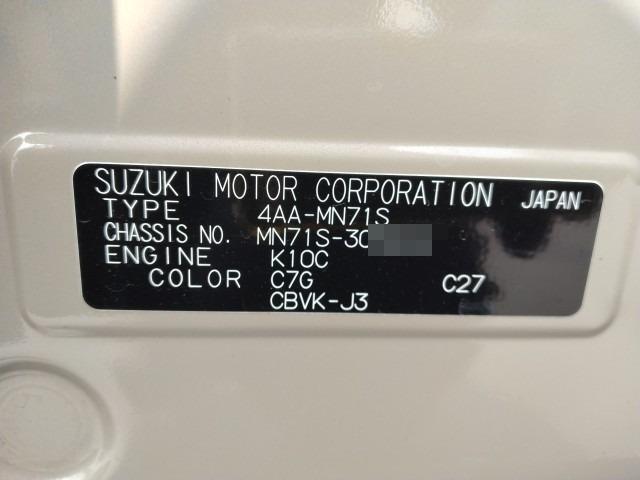 SUZUKI MOTOR CORPORATION JAPAN
TYPE 4AA-MN71S
CHASSIS NO. MN71S-30
ENGINE K10C
COLOR C7G C27
CBVK-J3